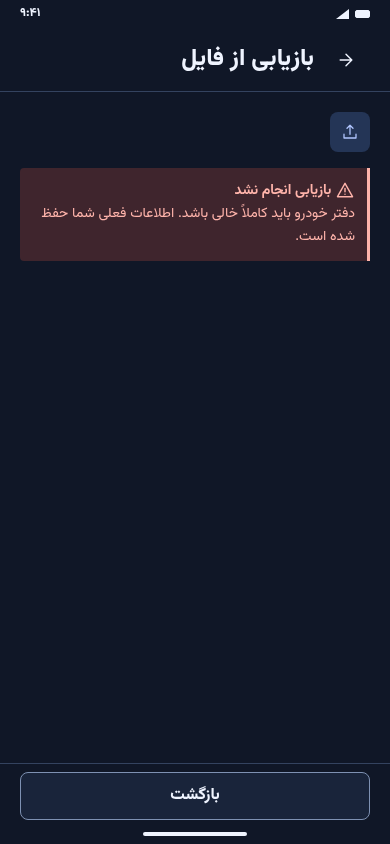 ۹:۴۱
بازیابی از فایل
بازیابی انجام نشد
دفتر خودرو باید کاملاً خالی باشد. اطلاعات فعلی شما حفظ
شده است.
بازگشت